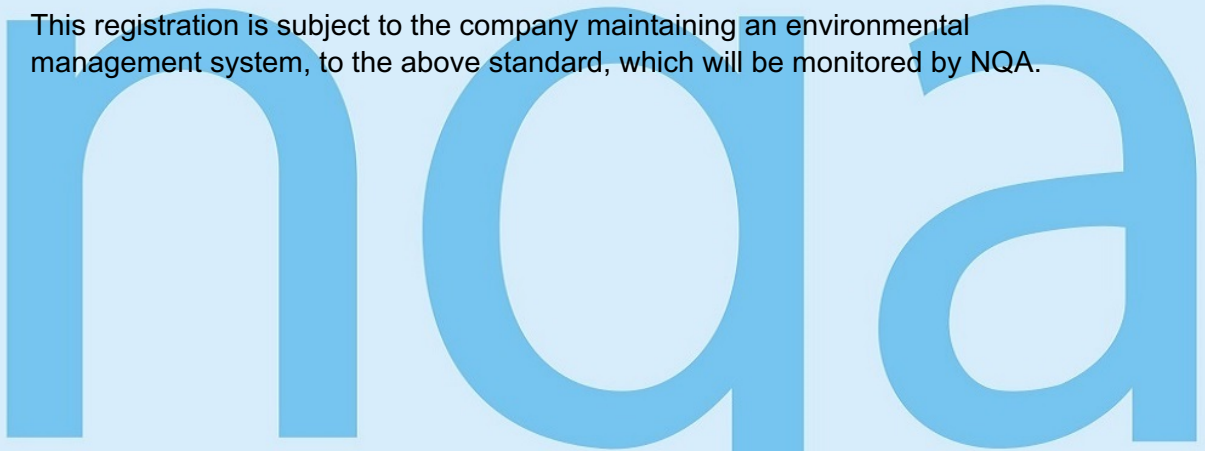 This registration is subject to the company maintaining an environmental
management system, to the above standard, which will be monitored by NQA.
nqa